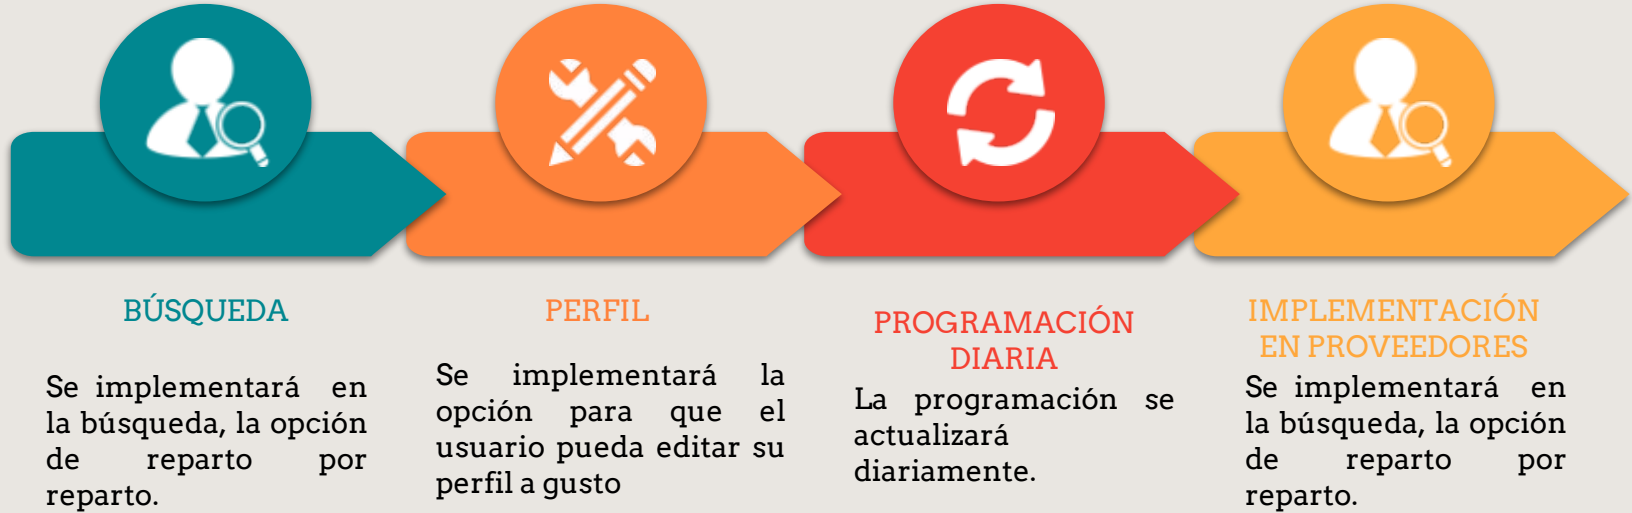 BÚSQUEDA
Se implementará en
la búsqueda, la opción
de reparto por
reparto.
PERFIL
Se implementará la
opción para que el
usuario pueda editar su
perfil a gusto
PROGRAMACIÓN
DIARIA
La programación se
actualizará
diariamente.
IMPLEMENTACIÓN
EN PROVEEDORES
Se implementará en
la búsqueda, la opción
de reparto por
reparto.